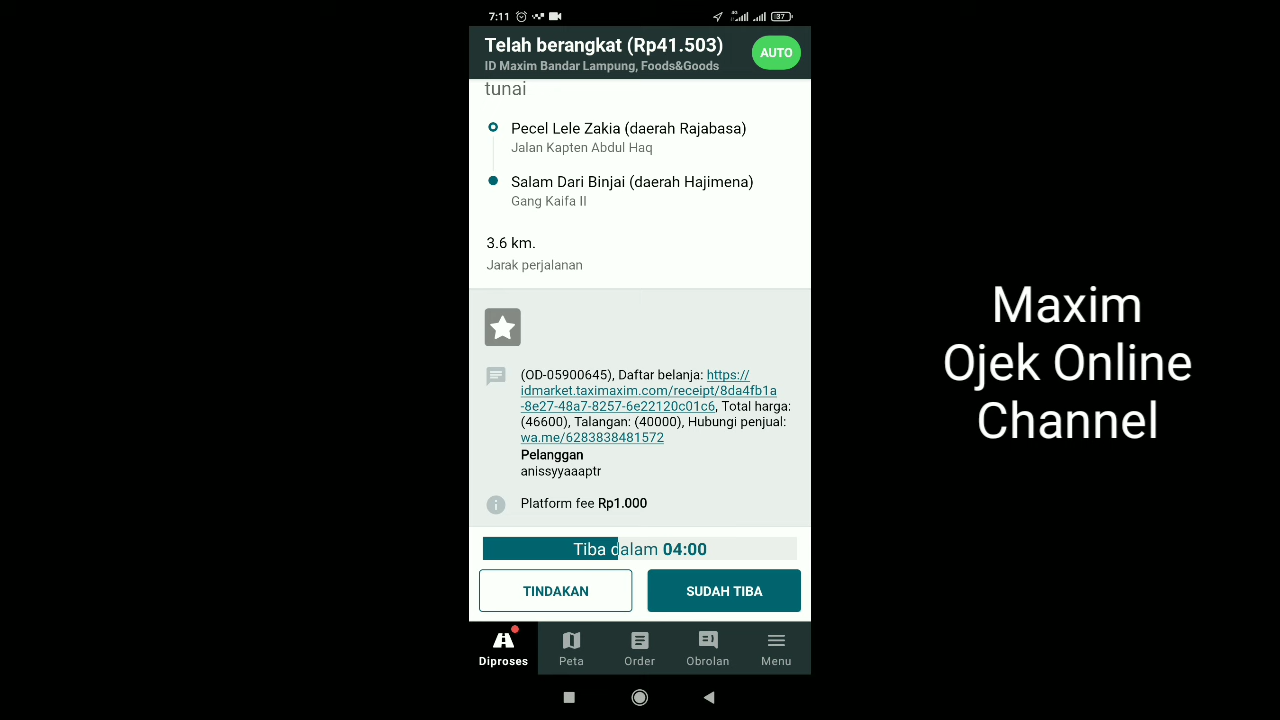 7:11
4G
37
Telah berangkat (Rp41.503)
ID Maxim Bandar Lampung, Foods&Goods
AUTO
tunai
Pecel Lele Zakia (daerah Rajabasa)
Jalan Kapten Abdul Haq
Salam Dari Binjai (daerah Hajimena)
Gang Kaifa II
3.6 km.
Jarak perjalanan
(OD-05900645), Daftar belanja: https://
idmarket.taximaxim.com/receipt/8da4fb1a
-8e27-48a7-8257-6e22120c01c6, Total harga:
(46600), Talangan: (40000), Hubungi penjual:
wa.me/6283838481572
Pelanggan
anissyyaaaptr
Platform fee Rp1.000
Tiba dalam 04:00
TINDAKAN
SUDAH TIBA
Diproses
Peta
Order
Obrolan
Menu
Maxim
Ojek Online
Channel